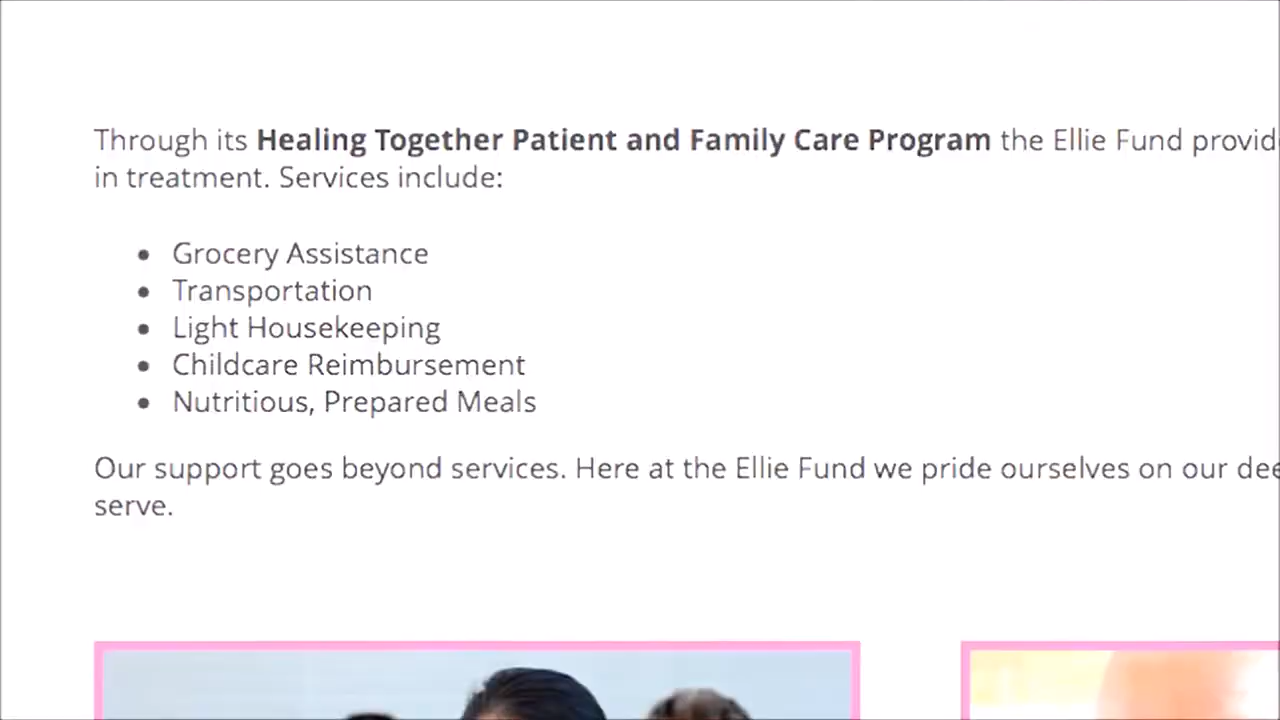 Through its Healing Together Patient and Family Care Program the Ellie Fund
in treatment. Services include:
Grocery Assistance
Transportation
Light Housekeeping
Childcare Reimbursement
Nutritious, Prepared Meals
Our support goes beyond services. Here at the Ellie Fund we pride ourselves on our
serve.